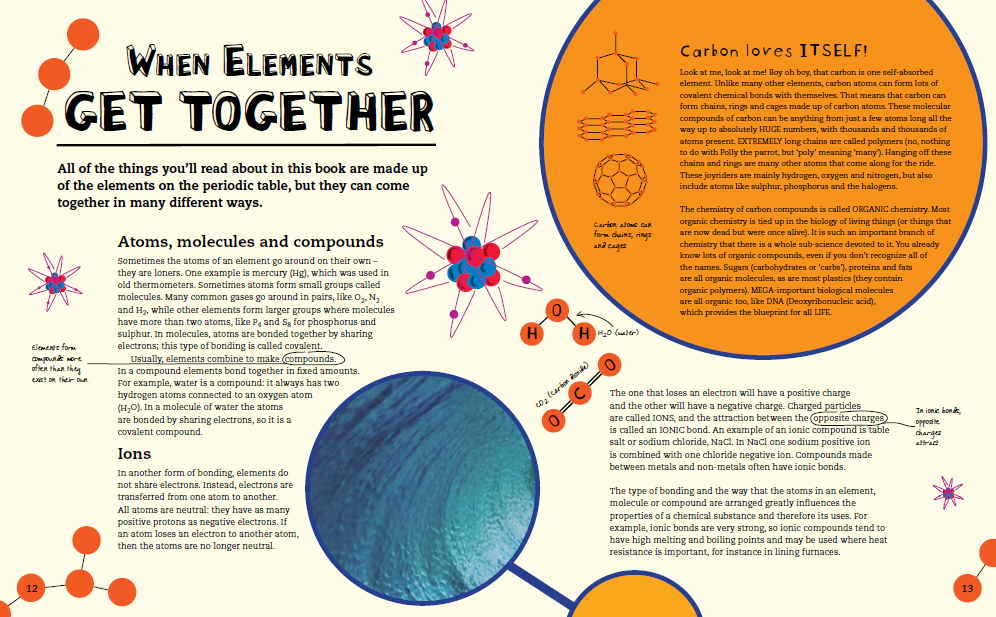 WHEN ELEMENTS
GET TOGETHER
All of the things you'll read about in this book are made up
of the elements on the periodic table, but they can come
together in many different ways.
Atoms, molecules and compounds
Sometimes the atoms of an element go around on their own –
they are loners. One example is mercury (Hg), which was used in
old thermometers. Sometimes atoms form small groups called
molecules. Many common gases go around in pairs, like O₂, N₂
and H₂, while other elements form larger groups where molecules
have more than two atoms, like P₄ and S₈ for phosphorus and
sulphur. In molecules, atoms are bonded together by sharing
electrons; this type of bonding is called covalent.
Usually, elements combine to make compounds.
In a compound elements bond together in fixed amounts.
For example, water is a compound: it always has two
hydrogen atoms connected to an oxygen atom
(H₂O). In a molecule of water the atoms
are bonded by sharing electrons, so it is a
covalent compound.
Elements form
compounds more
often than they
exist on their own.
Ions
In another form of bonding, elements do
not share electrons. Instead, electrons are
transferred from one atom to another.
All atoms are neutral: they have as many
positive protons as negative electrons. If
an atom loses an electron to another atom,
then the atoms are no longer neutral.
12
Carbon loves ITSELF!
Look at me, look at me! Boy oh boy, that carbon is one self-absorbed
element. Unlike many other elements, carbon atoms can form lots of
covalent chemical bonds with themselves. That means that carbon can
form chains, rings and cages made up of carbon atoms. These molecular
compounds of carbon can be anything from just a few atoms long all the
way up to absolutely HUGE numbers, with thousands and thousands of
atoms present. EXTREMELY long chains are called polymers (no, nothing
to do with Polly the parrot, but 'poly' meaning 'many'). Hanging off these
chains and rings are many other atoms that come along for the ride.
These joyriders are mainly hydrogen, oxygen and nitrogen, but also
include atoms like sulphur, phosphorus and the halogens.
The chemistry of carbon compounds is called ORGANIC chemistry. Most
organic chemistry is tied up in the biology of living things (or things that
are now dead but were once alive). It is such an important branch of
chemistry that there is a whole sub-science devoted to it. You already
know lots of organic compounds, even if you don't recognize all of
the names. Sugars (carbohydrates or 'carbs'), proteins and fats
are all organic molecules, as are most plastics (they contain
organic polymers). MEGA-important biological molecules
are all organic too, like DNA (Deoxyribonucleic acid),
which provides the blueprint for all LIFE.
Carbon atoms can
form chains, rings
and cages
O
H H
H₂O (water)
CO₂ (carbon dioxide)
O
C
O
The one that loses an electron will have a positive charge
and the other will have a negative charge. Charged particles
are called IONS, and the attraction between the opposite charges
is called an IONIC bond. An example of an ionic compound is table
salt or sodium chloride, NaCl. In NaCl one sodium positive ion
is combined with one chloride negative ion. Compounds made
between metals and non-metals often have ionic bonds.
In ionic bonds,
opposite
charges
attract.
The type of bonding and the way that the atoms in an element,
molecule or compound are arranged greatly influences the
properties of a chemical substance and therefore its uses. For
example, ionic bonds are very strong, so ionic compounds tend to
have high melting and boiling points and may be used where heat
resistance is important, for instance in lining furnaces.
13